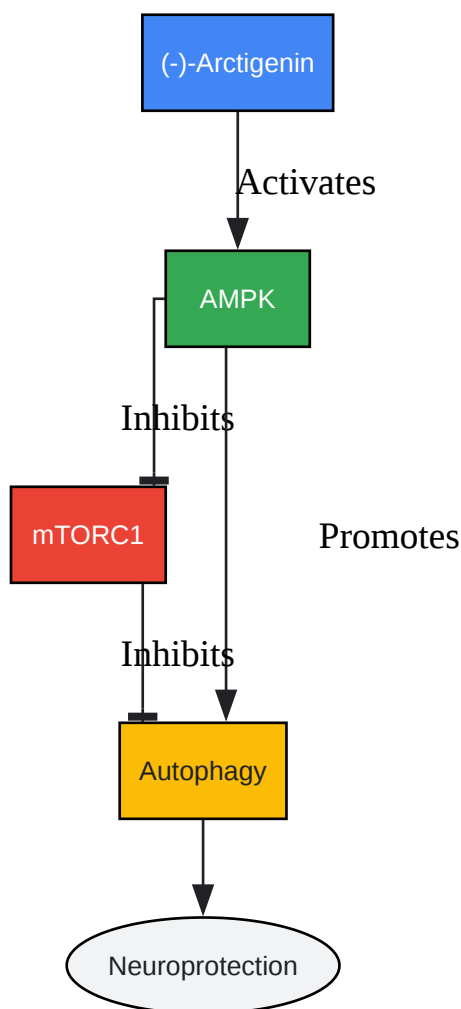 (-)-Arctigenin
Activates
AMPK
Inhibits
mTORC1
Promotes
Inhibits
Autophagy
Neuroprotection